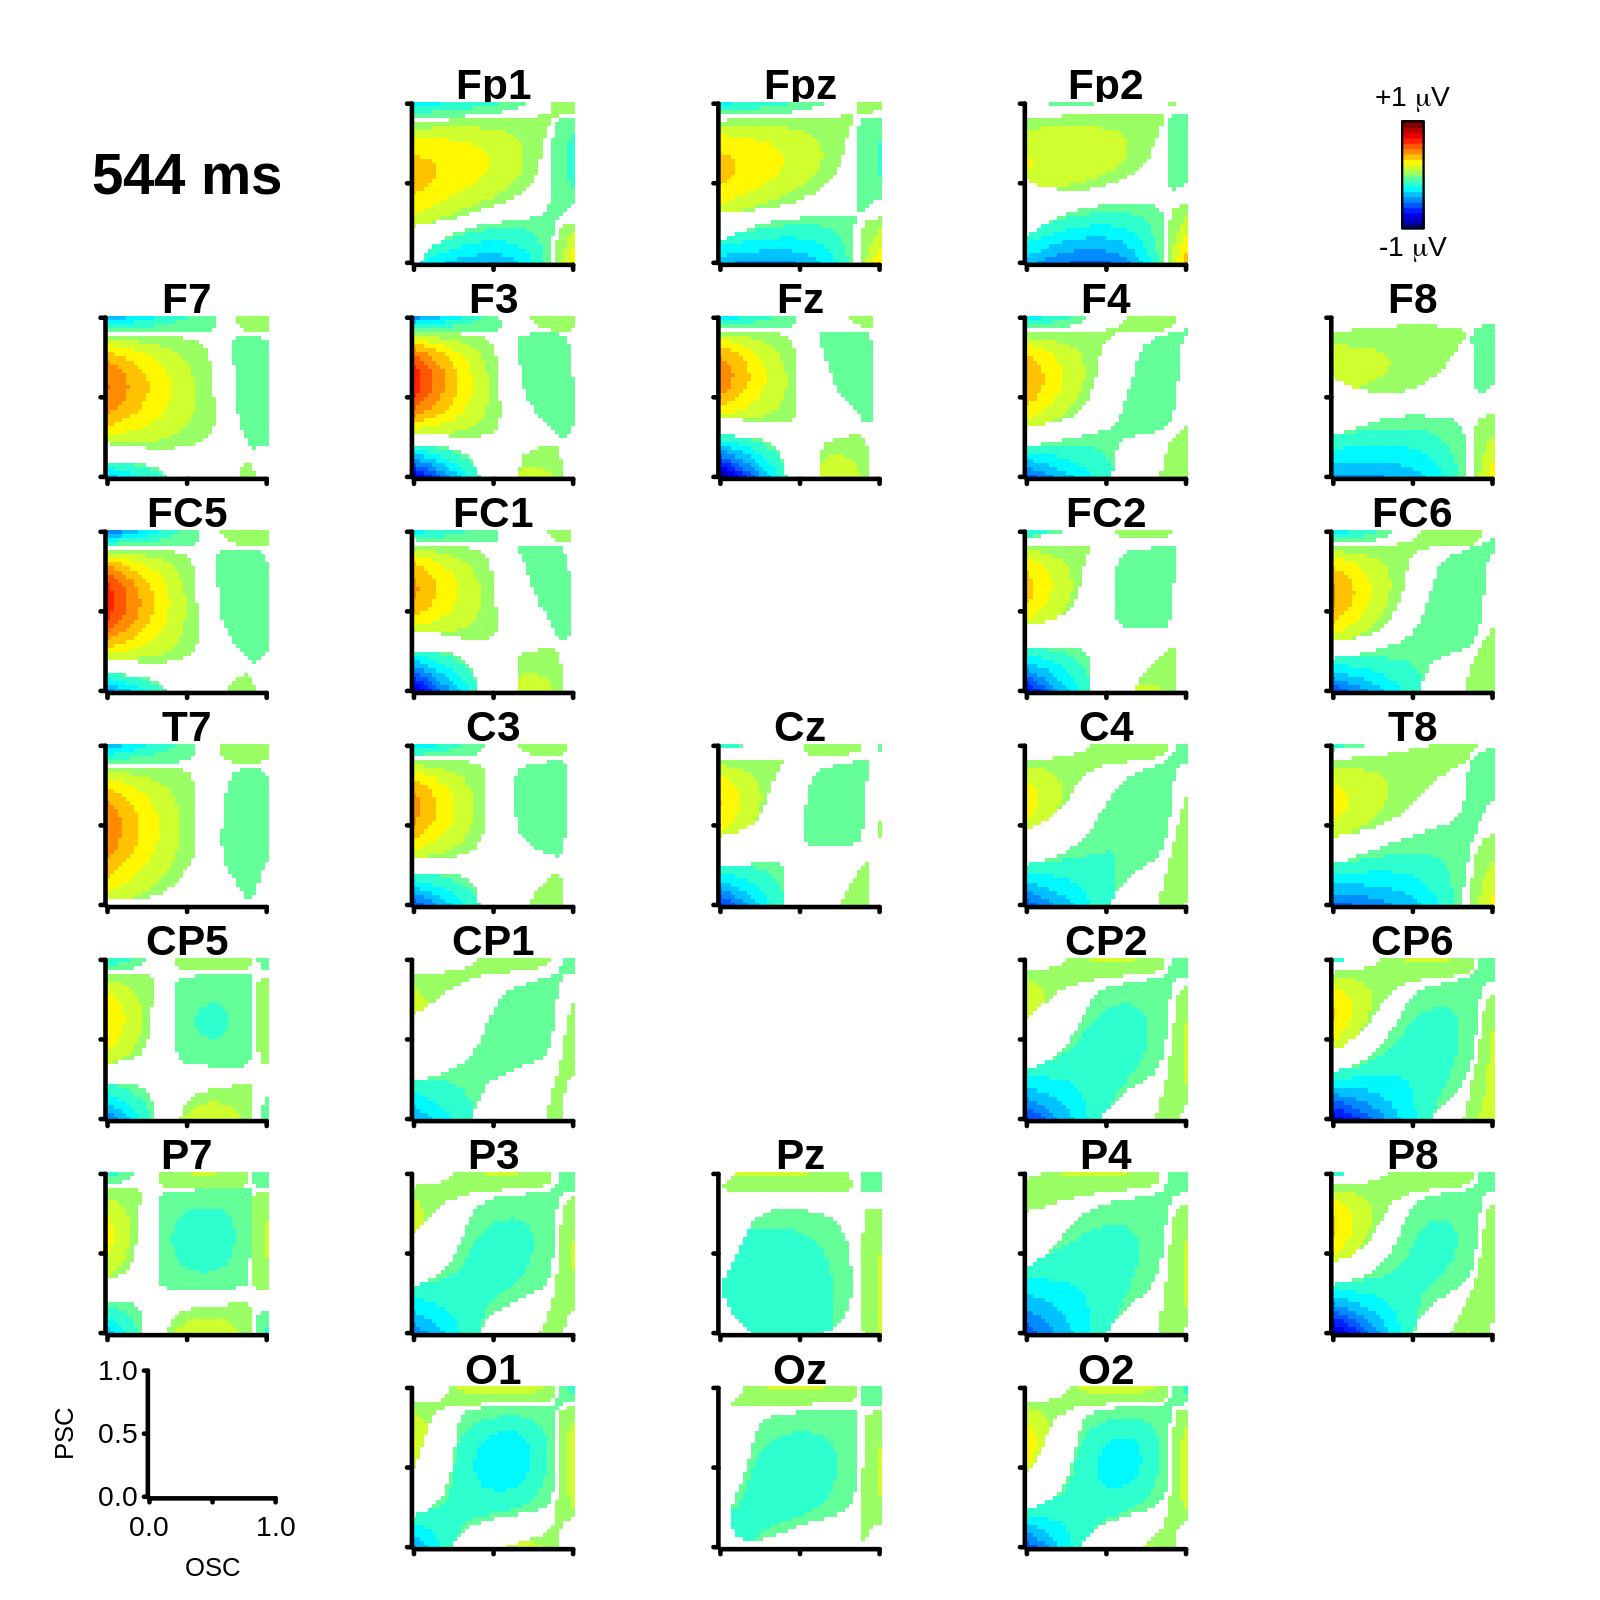 Fp1 Fpz Fp2
+1 μV
544 ms
-1 μV
F7 F3 Fz F4 F8
FC5 FC1 FC2 FC6
T7 C3 Cz C4 T8
CP5 CP1 CP2 CP6
P7 P3 Pz P4 P8
O1 Oz O2
1.0
PSC
0.5
0.0
0.0 1.0
OSC